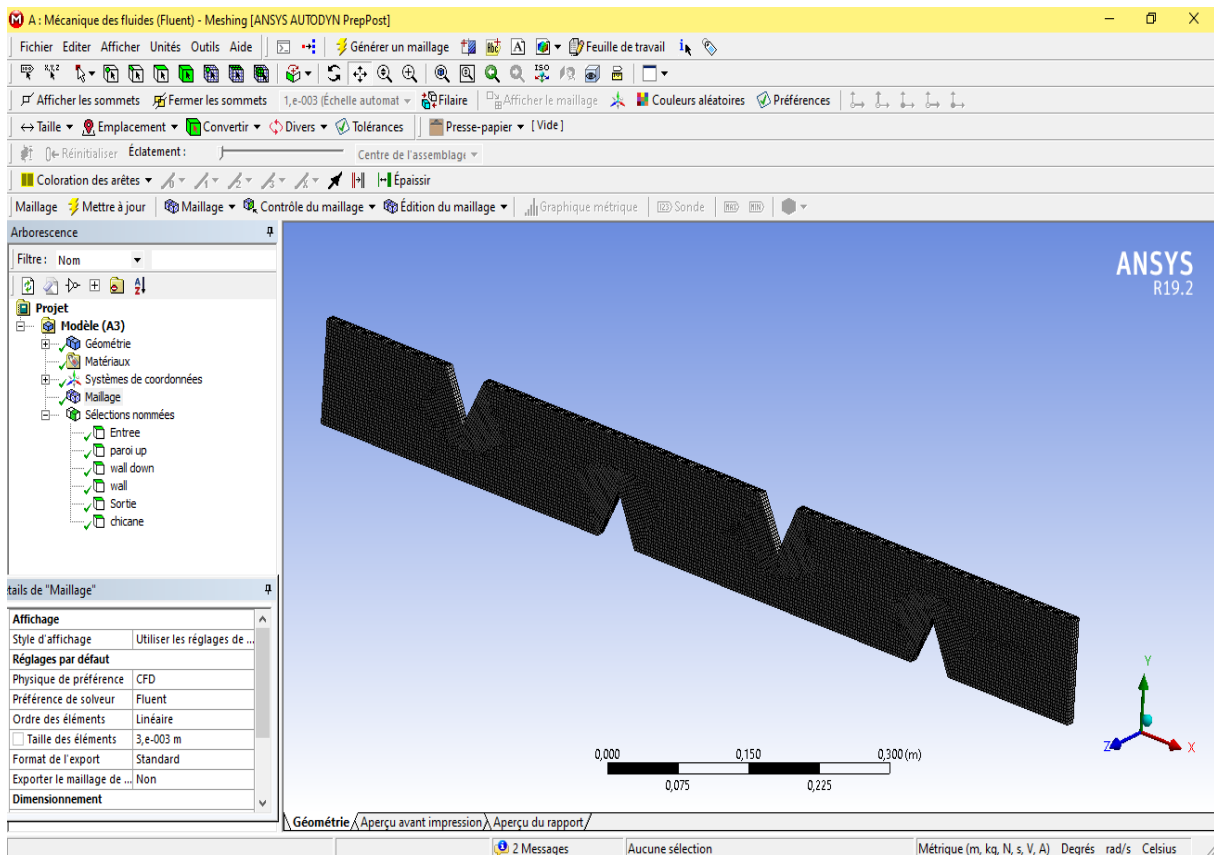 A : Mécanique des fluides (Fluent) - Meshing [ANSYS AUTODYN PrepPost]
Fichier Editer Afficher Unités Outils Aide Générer un maillage A Feuille de travail
ISO
Afficher les sommets Fermer les sommets 1,e-003 (Échelle automat Filaire Afficher le maillage Couleurs aléatoires Préférences
Taille Emplacement Convertir Divers Tolérances Presse-papier [Vide]
Réinitialiser Éclatement : Centre de l'assemblage
Coloration des arêtes Épaissir
Maillage Mettre à jour Maillage Contrôle du maillage Édition du maillage Graphique métrique Sonde
Arborescence
Filtre : Nom
Projet
Modèle (A3)
Géométrie
Matériaux
Systèmes de coordonnées
Maillage
Sélections nommées
Entree
paroi up
wall down
wall
Sortie
chicane
tails de "Maillage"
Affichage
Style d'affichage Utiliser les réglages de ...
Réglages par défaut
Physique de préférence CFD
Préférence de solveur Fluent
Ordre des éléments Linéaire
Taille des éléments 3,e-003 m
Format de l'export Standard
Exporter le maillage de ... Non
Dimensionnement
ANSYS
R19.2
Y
Z
X
0,000 0,150 0,300 (m)
0,075 0,225
Géométrie Aperçu avant impression Aperçu du rapport
2 Messages Aucune sélection Métrique (m, kg, N, s, V, A) Degrés rad/s Celsius